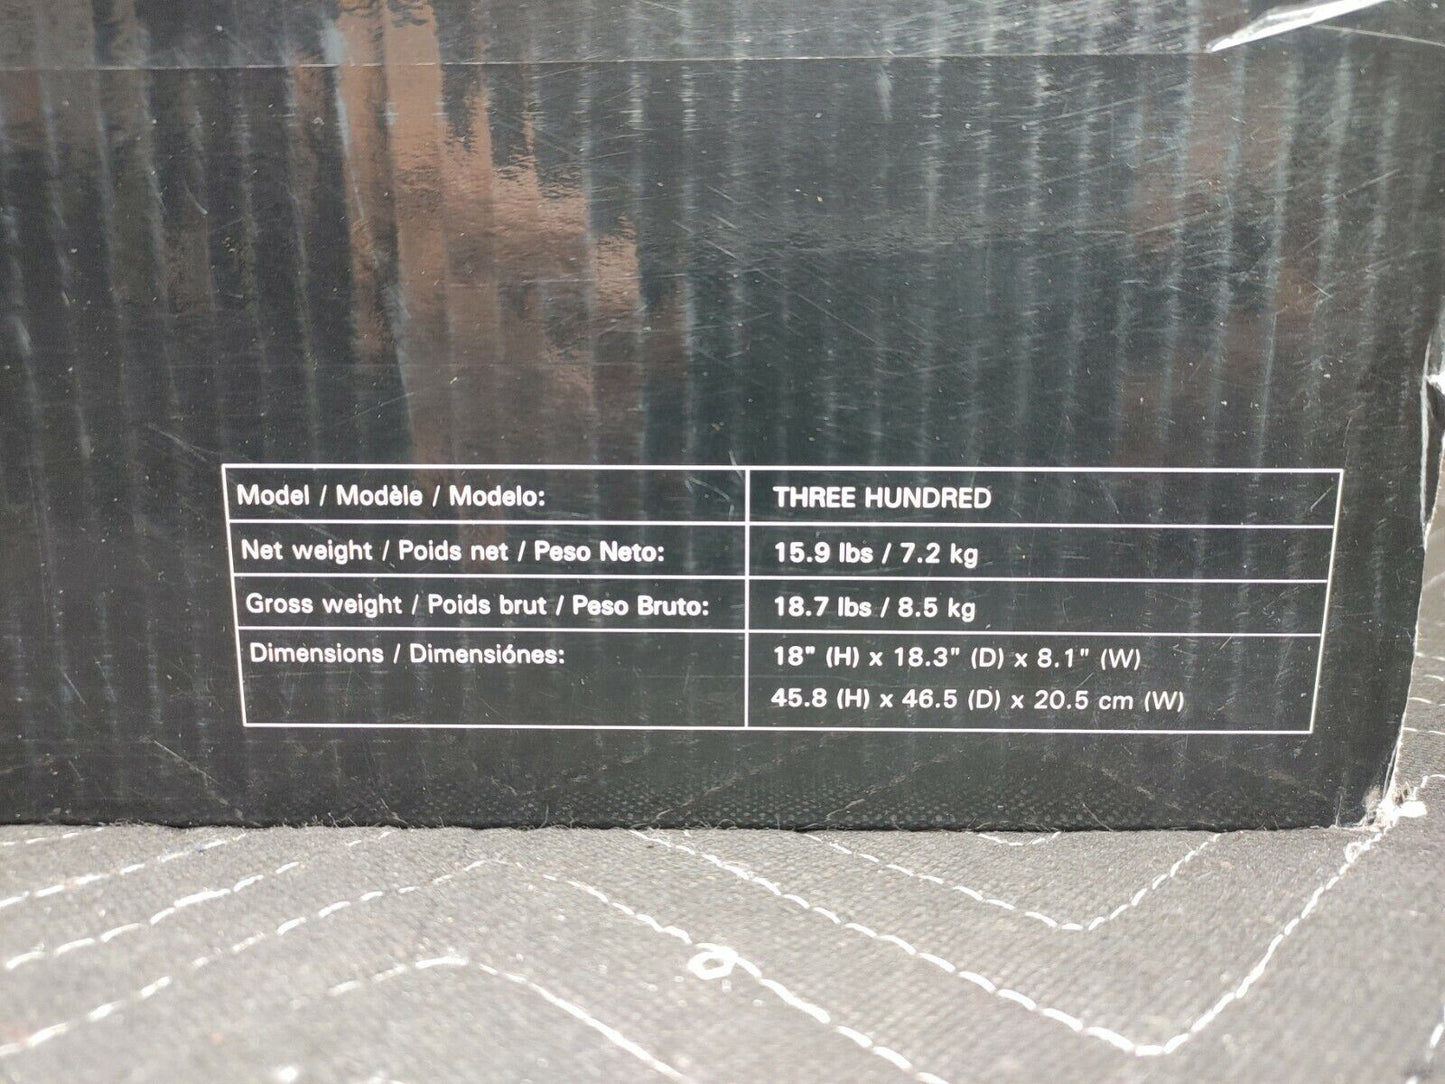 Model / Modèle / Modelo: THREE HUNDRED
Net weight / Poids net / Peso Neto: 15.9 lbs / 7.2 kg
Gross weight / Poids brut / Peso Bruto: 18.7 lbs / 8.5 kg
Dimensions / Dimensiónes: 18" (H) x 18.3" (D) x 8.1" (W)
45.8 (H) x 46.5 (D) x 20.5 cm (W)